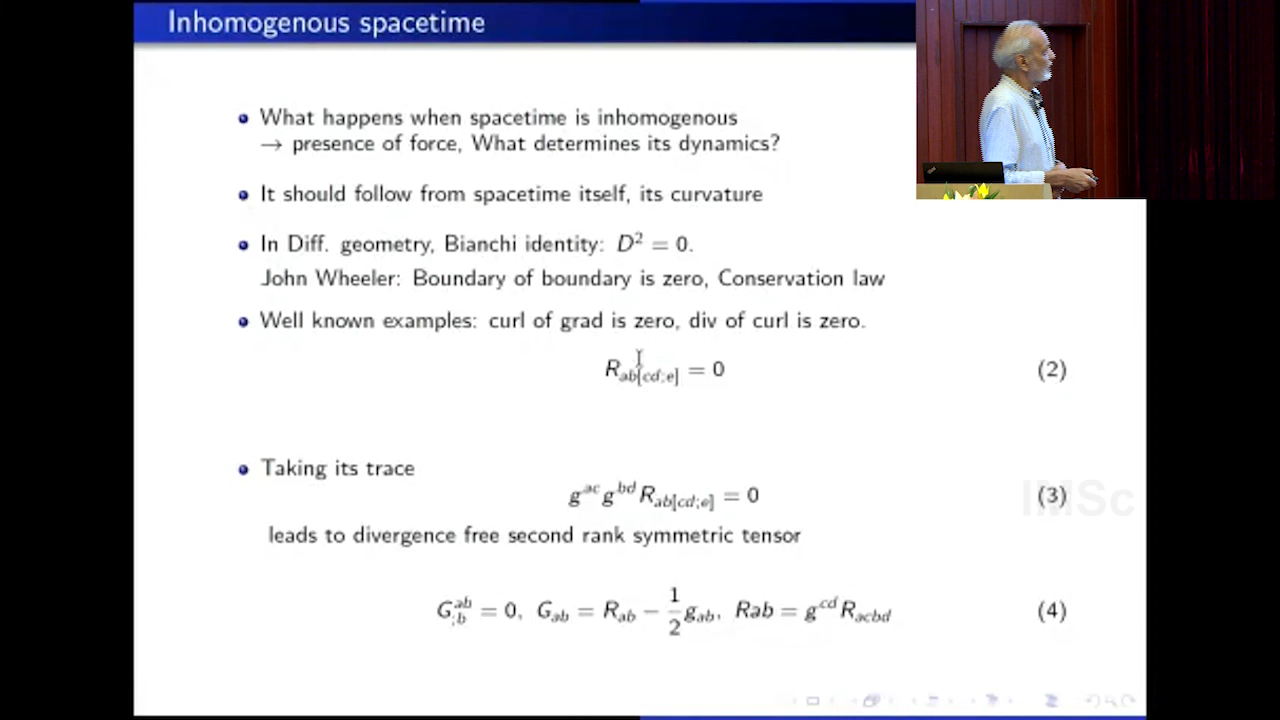 Inhomogenous spacetime
• What happens when spacetime is inhomogenous
→ presence of force, What determines its dynamics?
• It should follow from spacetime itself, its curvature
• In Diff. geometry, Bianchi identity: D² = 0.
John Wheeler: Boundary of boundary is zero, Conservation law
• Well known examples: curl of grad is zero, div of curl is zero.
R_{ab[cd;e]} = 0 (2)
• Taking its trace
g^{ac} g^{bd} R_{ab[cd;e]} = 0 (3)
IMSc
leads to divergence free second rank symmetric tensor
G^{ab}_{;b} = 0, G_{ab} = R_{ab} − \frac{1}{2} g_{ab}, Rab = g^{cd} R_{acbd} (4)